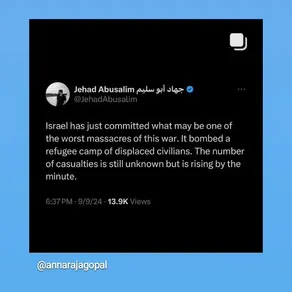 Jehad Abusalim جهاد أبو سليم
@JehadAbusalim
Israel has just committed what may be one of
the worst massacres of this war. It bombed a
refugee camp of displaced civilians. The number
of casualties is still unknown but is rising by the
minute.
6:37 PM · 9/9/24 · 13.9K Views
@annarajagopal